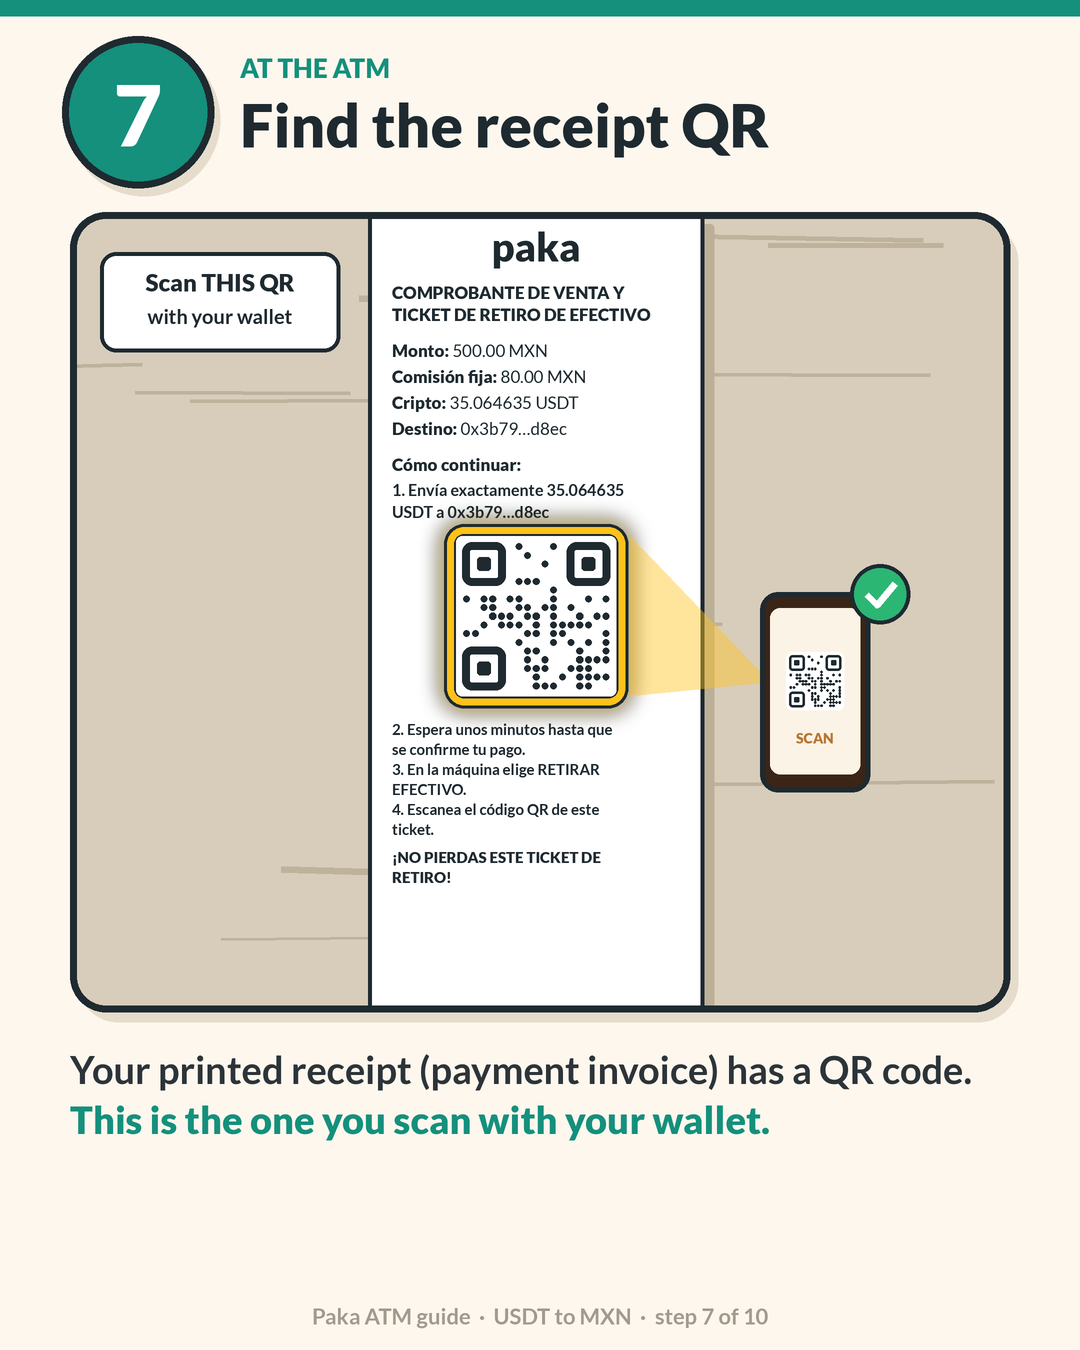 7
AT THE ATM
Find the receipt QR
Scan THIS QR
with your wallet
paka
COMPROBANTE DE VENTA Y
TICKET DE RETIRO DE EFECTIVO
Monto: 500.00 MXN
Comisión fija: 80.00 MXN
Cripto: 35.064635 USDT
Destino: 0x3b79...d8ec
Cómo continuar:
1. Envía exactamente 35.064635
USDT a 0x3b79...d8ec
2. Espera unos minutos hasta que
se confirme tu pago.
3. En la máquina elige RETIRAR
EFECTIVO.
4. Escanea el código QR de este
ticket.
¡NO PIERDAS ESTE TICKET DE
RETIRO!
SCAN
Your printed receipt (payment invoice) has a QR code.
This is the one you scan with your wallet.
Paka ATM guide · USDT to MXN · step 7 of 10